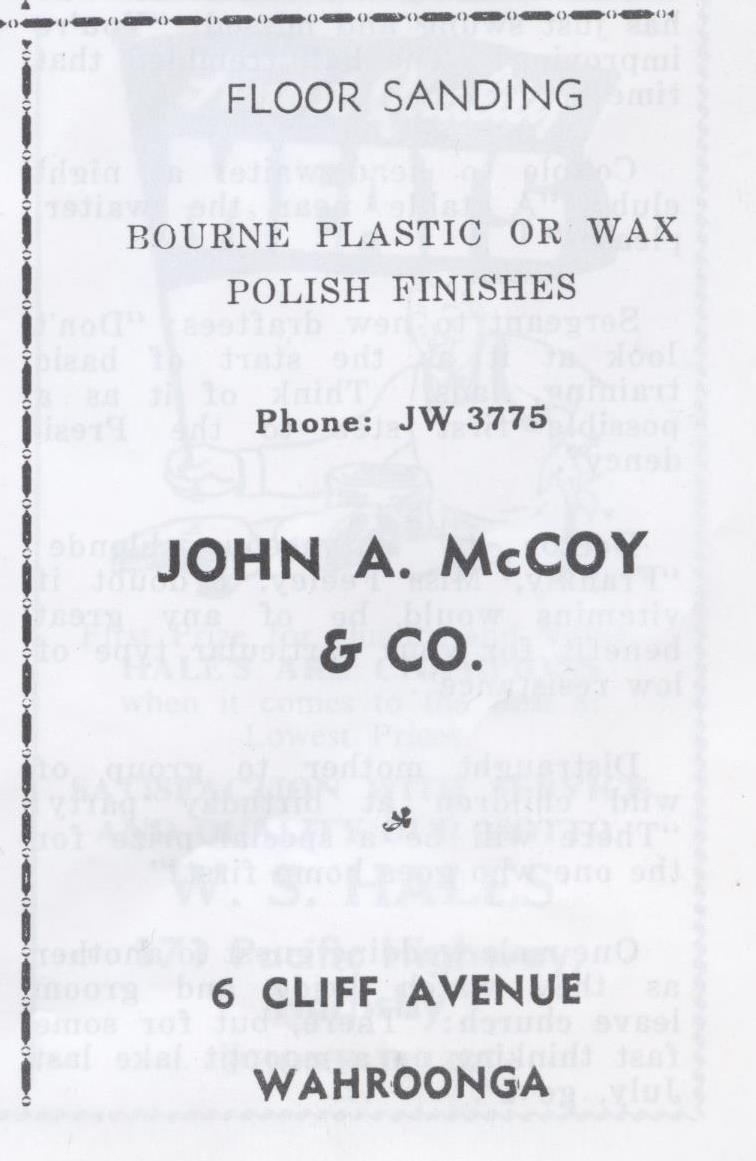 FLOOR SANDING
BOURNE PLASTIC OR WAX
POLISH FINISHES
Phone: JW 3775
JOHN A. McCOY
& CO.
6 CLIFF AVENUE
WAHROONGA